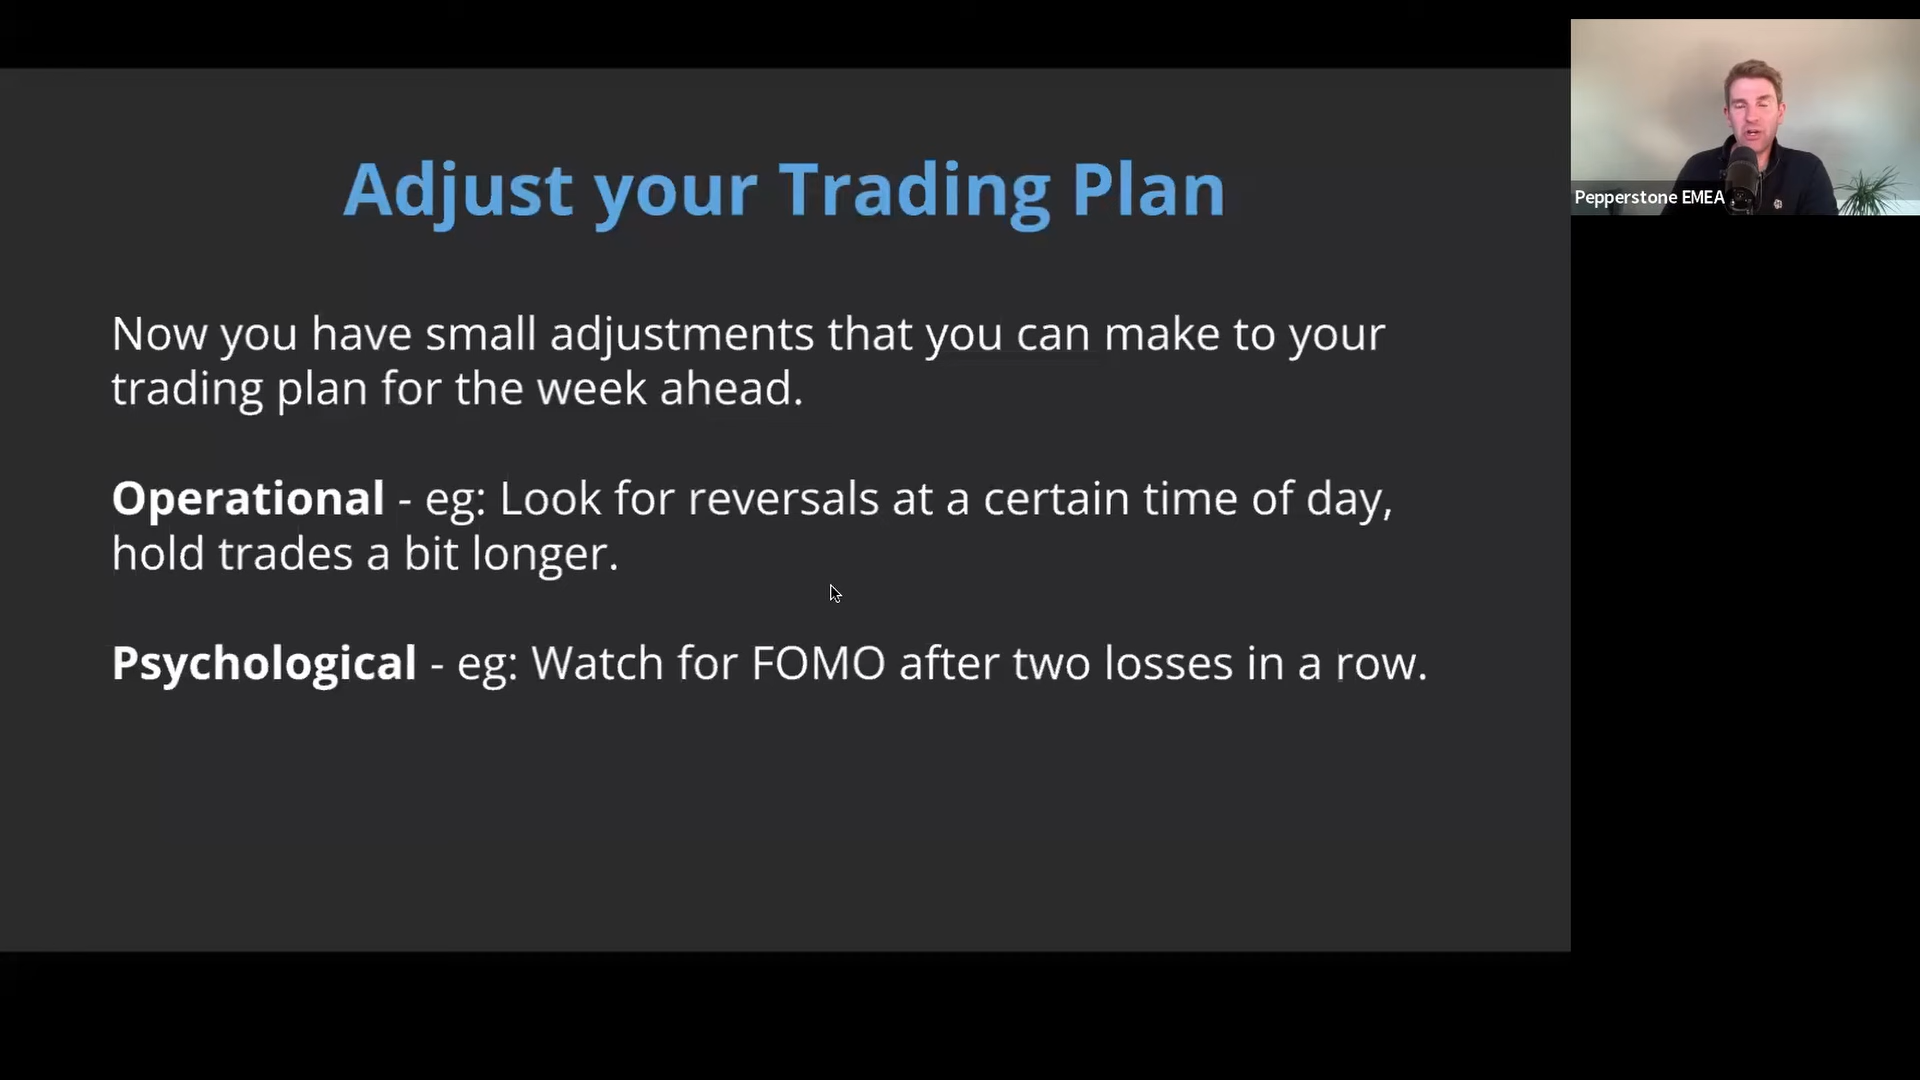 Adjust your Trading Plan
Now you have small adjustments that you can make to your
trading plan for the week ahead.
Operational - eg: Look for reversals at a certain time of day,
hold trades a bit longer.
Psychological - eg: Watch for FOMO after two losses in a row.
Pepperstone EMEA